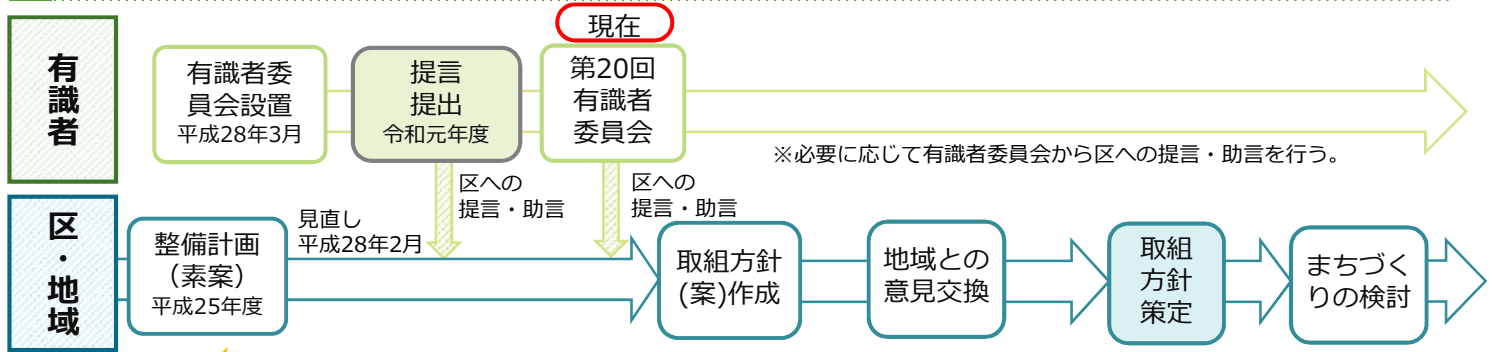 現在
有識者
有識者委
員会設置
平成28年3月
提言
提出
令和元年度
第20回
有識者
委員会
※必要に応じて有識者委員会から区への提言・助言を行う。
区への
提言・助言
区への
提言・助言
区・地域
整備計画
(素案)
平成25年度
見直し
平成28年2月
取組方針
(案)作成
地域との
意見交換
取組
方針
策定
まちづく
りの検討